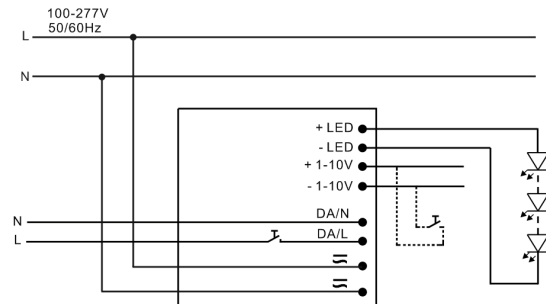 100-277V
50/60Hz
L
N
+ LED
- LED
+ 1-10V
- 1-10V
N DA/N
L DA/L